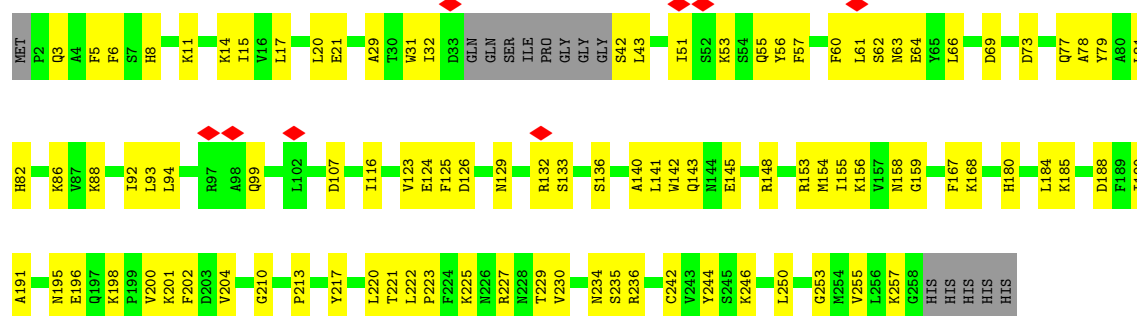 MET P2 Q3 A4 F5 F6 S7 H8 K11 K14 I15 V16 L17 L20 E21 A29 T30 W31 I32 D33 GLN GLN SER ILE PRO GLY GLY GLY S42 L43 I51 S52 K53 S54 Q55 Y56 F57 F60 L61 S62 N63 E64 Y65 L66 D69 D73 Q77 A78 Y79 A80
H82 K86 V87 K88 I92 L93 L94 R97 A98 Q99 L102 D107 I116 V123 E124 F125 D126 N129 R132 S133 S136 A140 L141 W142 Q143 N144 E145 R148 R153 M154 I155 K156 V157 N158 G159 F167 K168 H180 L184 K185 D188 F189
A191 N195 E196 Q197 K198 P199 V200 K201 F202 D203 V204 G210 P213 Y217 L220 T221 L222 P223 F224 K225 N226 R227 N228 T229 V230 N234 S235 R236 C242 V243 Y244 S245 K246 L250 G253 M254 V255 L256 K257 G258 HIS HIS HIS HIS HIS